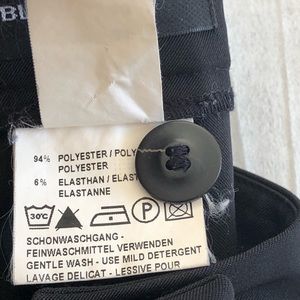 BL
94% POLYESTER / POLY
POLYESTER
6% ELASTHAN / ELAST
ELASTANNE
30°C P
SCHONWASCHGANG -
FEINWASCHMITTEL VERWENDEN
GENTLE WASH - USE MILD DETERGENT
LAVAGE DELICAT - LESSIVE POUR